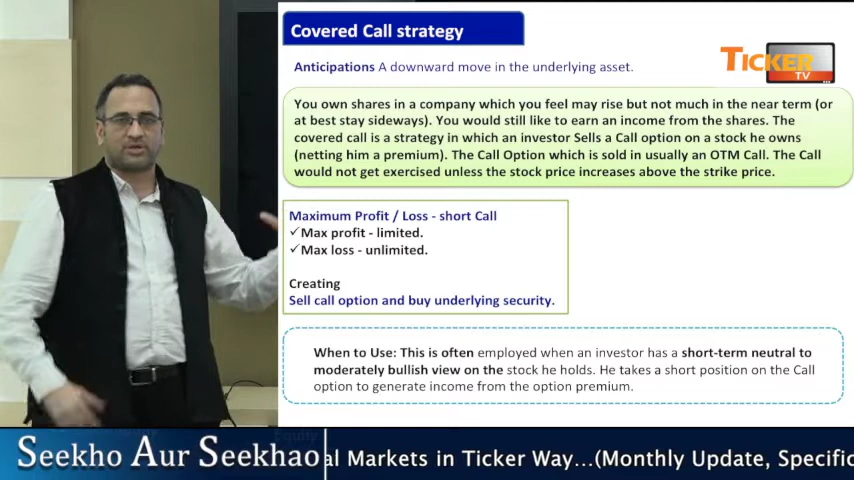 Covered Call strategy
Anticipations A downward move in the underlying asset.
TICKER
TV
You own shares in a company which you feel may rise but not much in the near term (or
at best stay sideways). You would still like to earn an income from the shares. The
covered call is a strategy in which an investor Sells a Call option on a stock he owns
(netting him a premium). The Call Option which is sold in usually an OTM Call. The Call
would not get exercised unless the stock price increases above the strike price.
Maximum Profit / Loss - short Call
✓Max profit - limited.
✓Max loss - unlimited.
Creating
Sell call option and buy underlying security.
When to Use: This is often employed when an investor has a short-term neutral to
moderately bullish view on the stock he holds. He takes a short position on the Call
option to generate income from the option premium.
Equity
Seekho Aur Seekhao
al Markets in Ticker Way...(Monthly Update, Specific